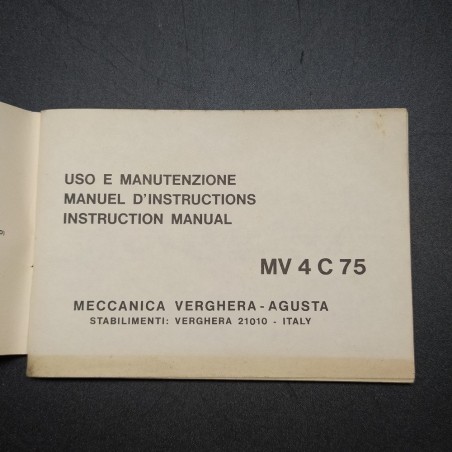 USO E MANUTENZIONE
MANUEL D'INSTRUCTIONS
INSTRUCTION MANUAL
MV 4 C 75
MECCANICA VERGHERA - AGUSTA
STABILIMENTI: VERGHERA 21010 - ITALY